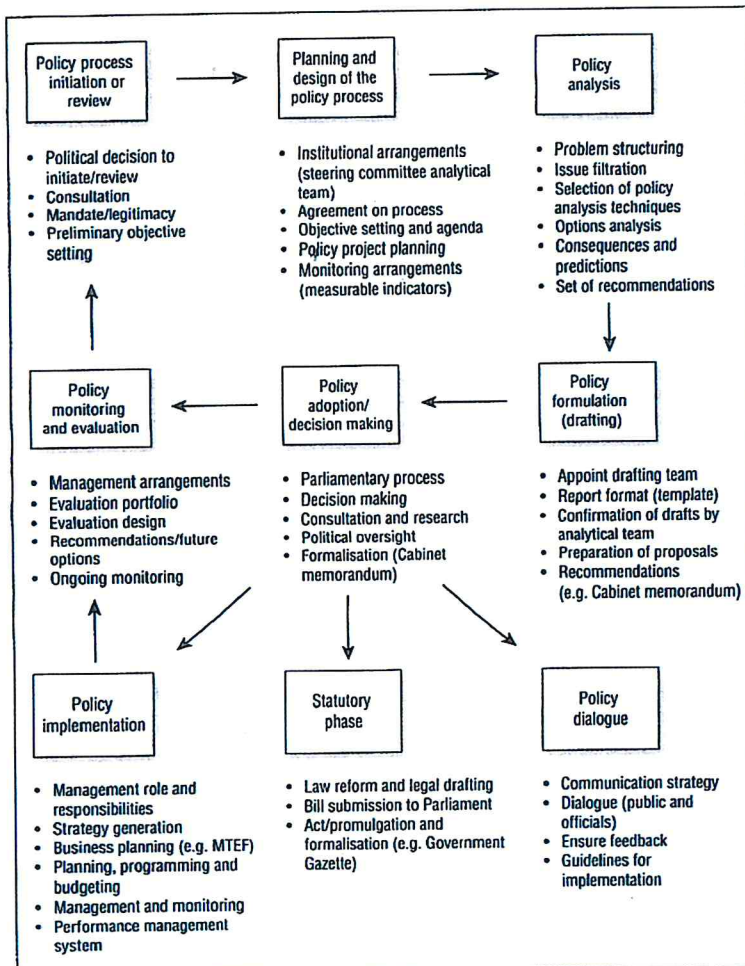 Policy process
initiation or
review
• Political decision to
initiate/review
• Consultation
• Mandate/legitimacy
• Preliminary objective
setting
Planning and
design of the
policy process
• Institutional arrangements
(steering committee analytical
team)
• Agreement on process
• Objective setting and agenda
• Policy project planning
• Monitoring arrangements
(measurable indicators)
Policy
analysis
• Problem structuring
• Issue filtration
• Selection of policy
analysis techniques
• Options analysis
• Consequences and
predictions
• Set of recommendations
Policy
monitoring
and evaluation
• Management arrangements
• Evaluation portfolio
• Evaluation design
• Recommendations/future
options
• Ongoing monitoring
Policy
adoption/
decision making
• Parliamentary process
• Decision making
• Consultation and research
• Political oversight
• Formalisation (Cabinet
memorandum)
Policy
formulation
(drafting)
• Appoint drafting team
• Report format (template)
• Confirmation of drafts by
analytical team
• Preparation of proposals
• Recommendations
(e.g. Cabinet memorandum)
Policy
implementation
• Management role and
responsibilities
• Strategy generation
• Business planning (e.g. MTEF)
• Planning, programming and
budgeting
• Management and monitoring
• Performance management
system
Statutory
phase
• Law reform and legal drafting
• Bill submission to Parliament
• Act/promulgation and
formalisation (e.g. Government
Gazette)
Policy
dialogue
• Communication strategy
• Dialogue (public and
officials)
• Ensure feedback
• Guidelines for
implementation